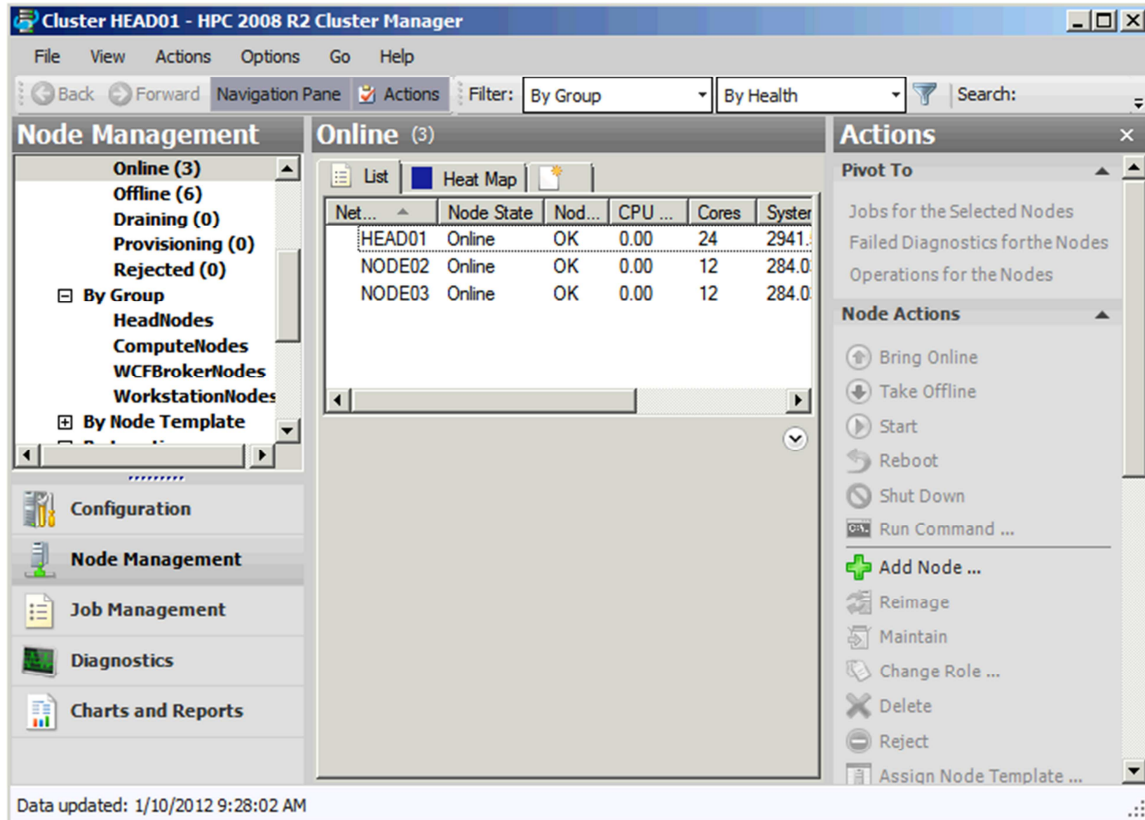 Cluster HEAD01 - HPC 2008 R2 Cluster Manager
File View Actions Options Go Help
Back Forward Navigation Pane Actions Filter: By Group By Health Search:
Node Management
Online (3)
Offline (6)
Draining (0)
Provisioning (0)
Rejected (0)
By Group
HeadNodes
ComputeNodes
WCFBrokerNodes
WorkstationNodes
By Node Template
Configuration
Node Management
Job Management
Diagnostics
Charts and Reports
Online (3)
List Heat Map
Net... Node State Nod... CPU ... Cores System
HEAD01 Online OK 0.00 24 2941.
NODE02 Online OK 0.00 12 284.0
NODE03 Online OK 0.00 12 284.0
Actions
Pivot To
Jobs for the Selected Nodes
Failed Diagnostics forthe Nodes
Operations for the Nodes
Node Actions
Bring Online
Take Offline
Start
Reboot
Shut Down
Run Command ...
Add Node ...
Reimage
Maintain
Change Role ...
Delete
Reject
Assign Node Template ...
Data updated: 1/10/2012 9:28:02 AM